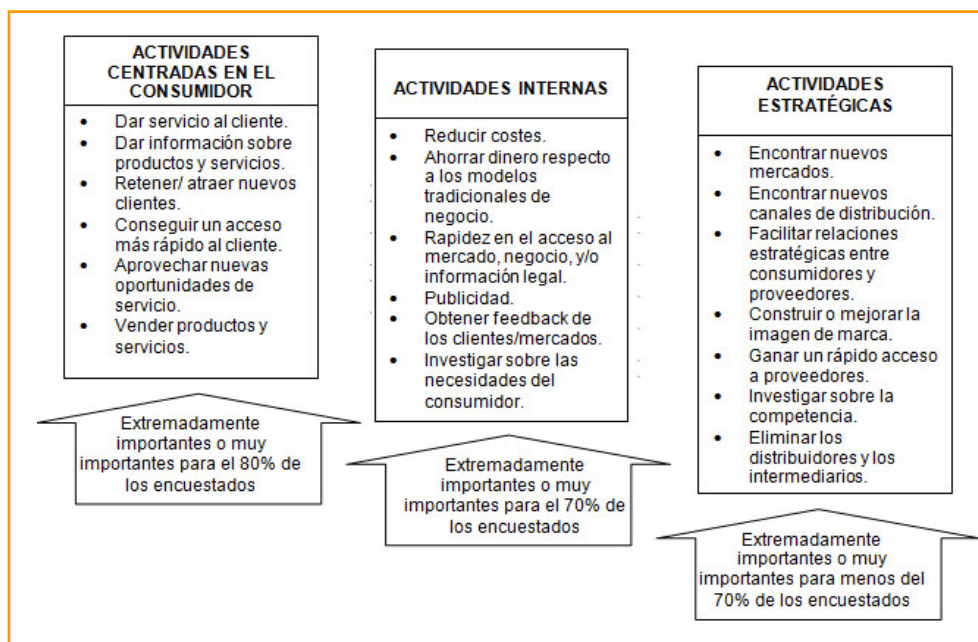 ACTIVIDADES
CENTRADAS EN EL
CONSUMIDOR
• Dar servicio al cliente.
• Dar información sobre
productos y servicios.
• Retener/ atraer nuevos
clientes.
• Conseguir un acceso
más rápido al cliente.
• Aprovechar nuevas
oportunidades de
servicio.
• Vender productos y
servicios.
Extremadamente
importantes o muy
importantes para el 80% de
los encuestados
ACTIVIDADES INTERNAS
• Reducir costes.
• Ahorrar dinero respecto
a los modelos
tradicionales de
negocio.
• Rapidez en el acceso al
mercado, negocio, y/o
información legal.
• Publicidad.
• Obtener feedback de
los clientes/mercados.
• Investigar sobre las
necesidades del
consumidor.
Extremadamente
importantes o muy
importantes para el 70% de
los encuestados
ACTIVIDADES
ESTRATÉGICAS
• Encontrar nuevos
mercados.
• Encontrar nuevos
canales de distribución.
• Facilitar relaciones
estratégicas entre
consumidores y
proveedores.
• Construir o mejorar la
imagen de marca.
• Ganar un rápido acceso
a proveedores.
• Investigar sobre la
competencia.
• Eliminar los
distribuidores y los
intermediarios.
Extremadamente
importantes o muy
importantes para menos del
70% de los encuestados